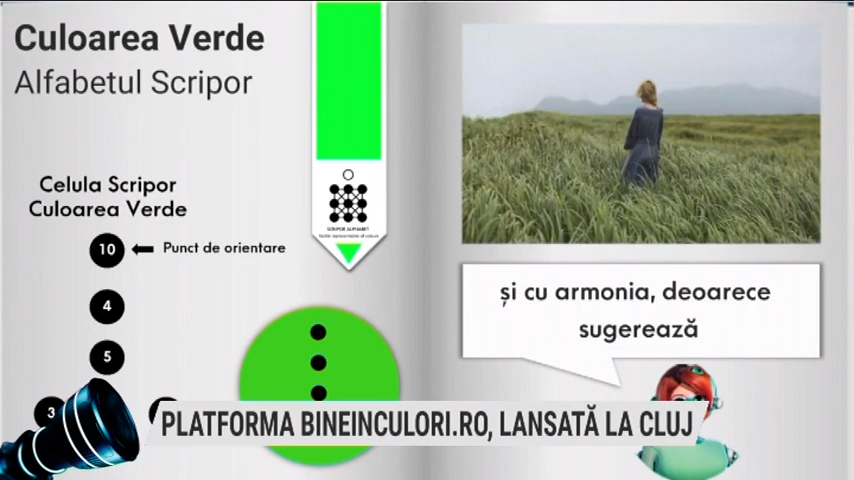 Culoarea Verde
Alfabetul Scripor
Celula Scripor
Culoarea Verde
10
Punct de orientare
4
5
3
SCRIPOR ALPHABET
și cu armonia, deoarece
sugerează
PLATFORMA BINEINCULORI.RO, LANSATĂ LA CLUJ